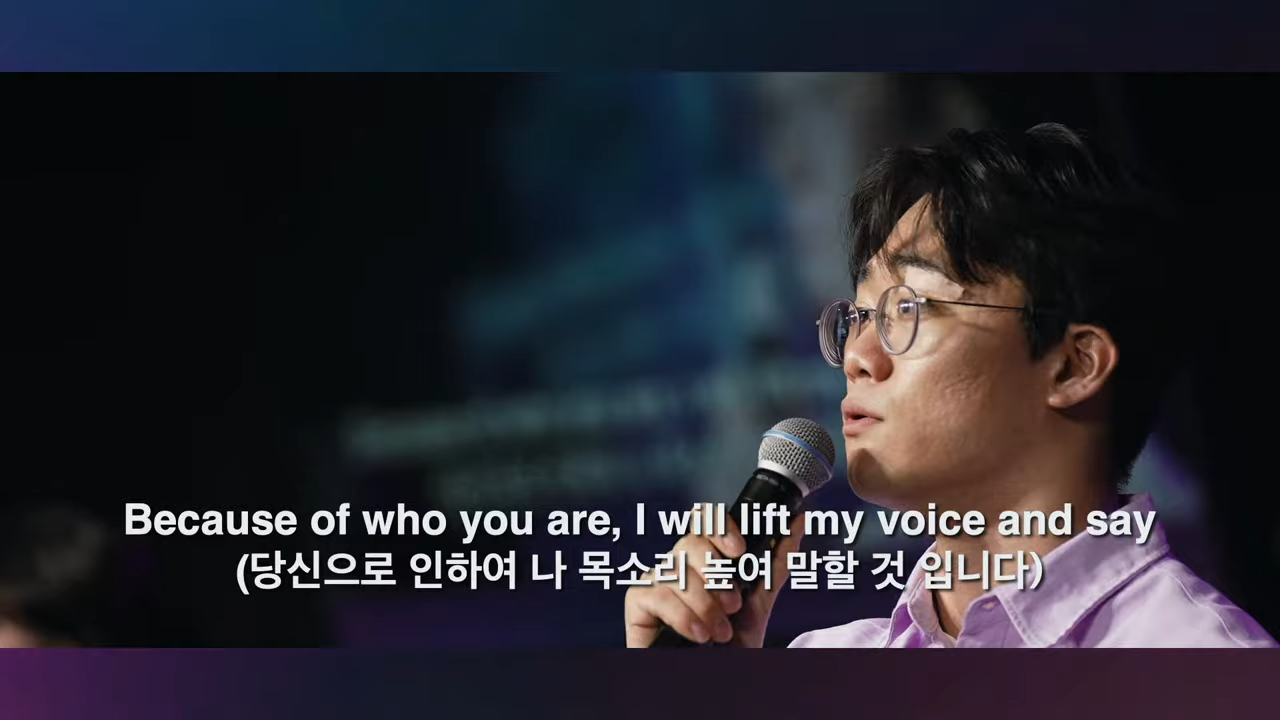 Because of who you are, I will lift my voice and say
(당신으로 인하여 나 목소리 높여 말할 것 입니다)